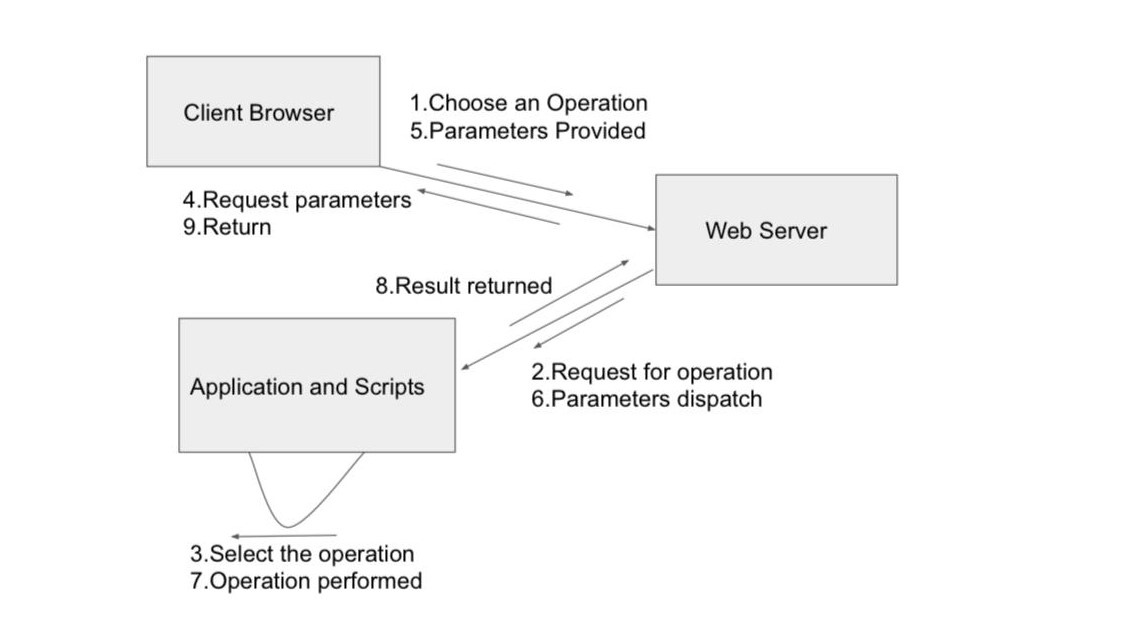 Client Browser
1.Choose an Operation
5.Parameters Provided
4.Request parameters
9.Return
Web Server
8.Result returned
Application and Scripts
2.Request for operation
6.Parameters dispatch
3.Select the operation
7.Operation performed